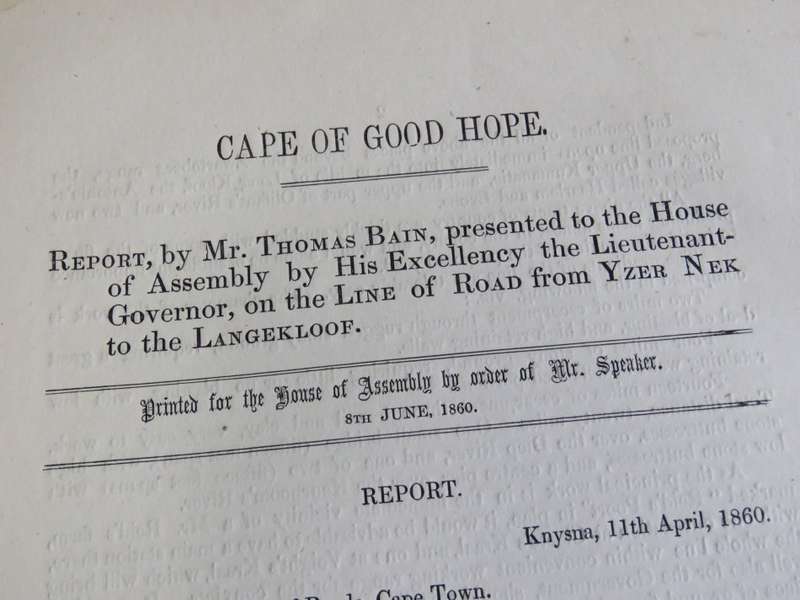 CAPE OF GOOD HOPE.
REPORT, by Mr. THOMAS BAIN, presented to the House
of Assembly by His Excellency the Lieutenant-
Governor, on the LINE of ROAD from YZER NEK
to the LANGEKLOOF.
Printed for the House of Assembly by order of Mr. Speaker.
8TH JUNE, 1860.
REPORT.
Knysna, 11th April, 1860.
Cape Town.